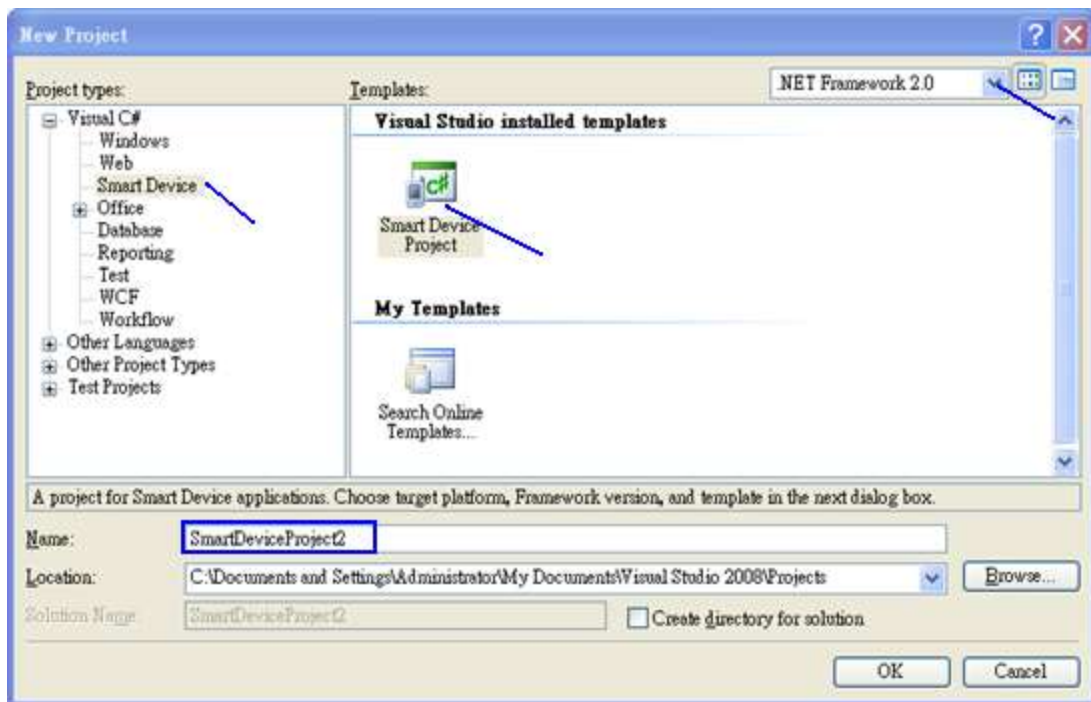 New Project
Project types:
Templates:
.NET Framework 2.0
Visual C#
Windows
Web
Smart Device
Office
Database
Reporting
Test
WCF
Workflow
Other Languages
Other Project Types
Test Projects
Visual Studio installed templates
C#
Smart Device
Project
My Templates
Search Online
Templates...
A project for Smart Device applications. Choose target platform, Framework version, and template in the next dialog box.
Name:
SmartDeviceProject2
Location:
C:\Documents and Settings\Administrator\My Documents\Visual Studio 2008\Projects
Browse...
Solution Name:
SmartDeviceProject2
Create directory for solution
OK
Cancel